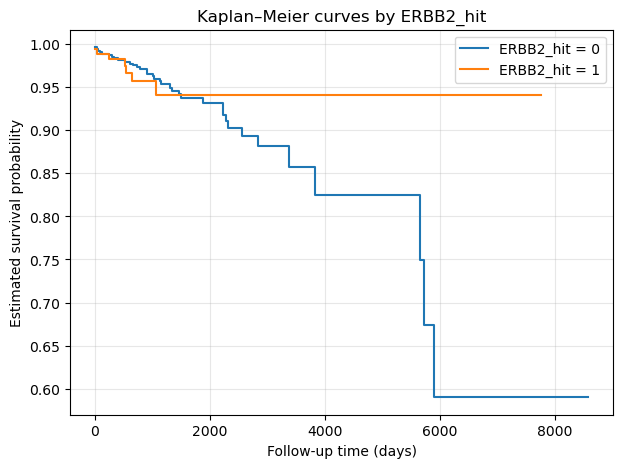 Kaplan–Meier curves by ERBB2_hit
Estimated survival probability
1.00
0.95
0.90
0.85
0.80
0.75
0.70
0.65
0.60
ERBB2_hit = 0
ERBB2_hit = 1
0
2000
4000
6000
8000
Follow-up time (days)